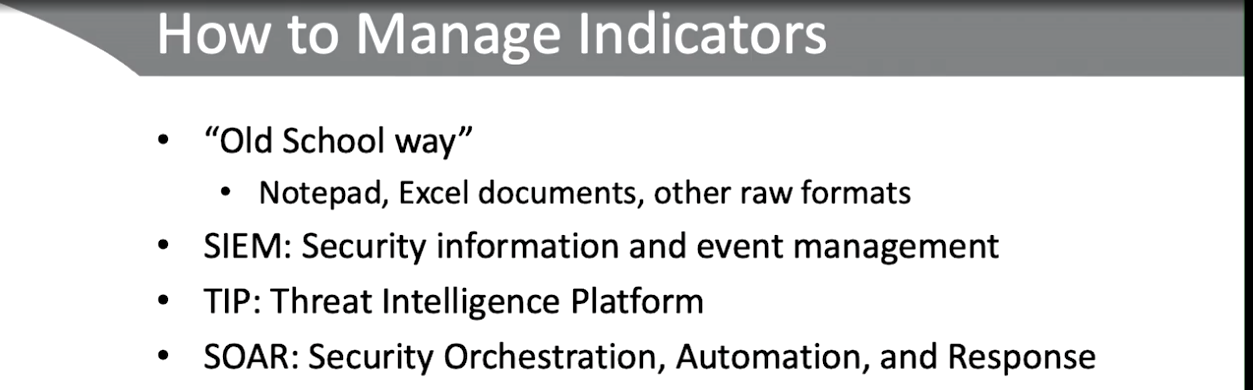 How to Manage Indicators
• “Old School way”
• Notepad, Excel documents, other raw formats
• SIEM: Security information and event management
• TIP: Threat Intelligence Platform
• SOAR: Security Orchestration, Automation, and Response